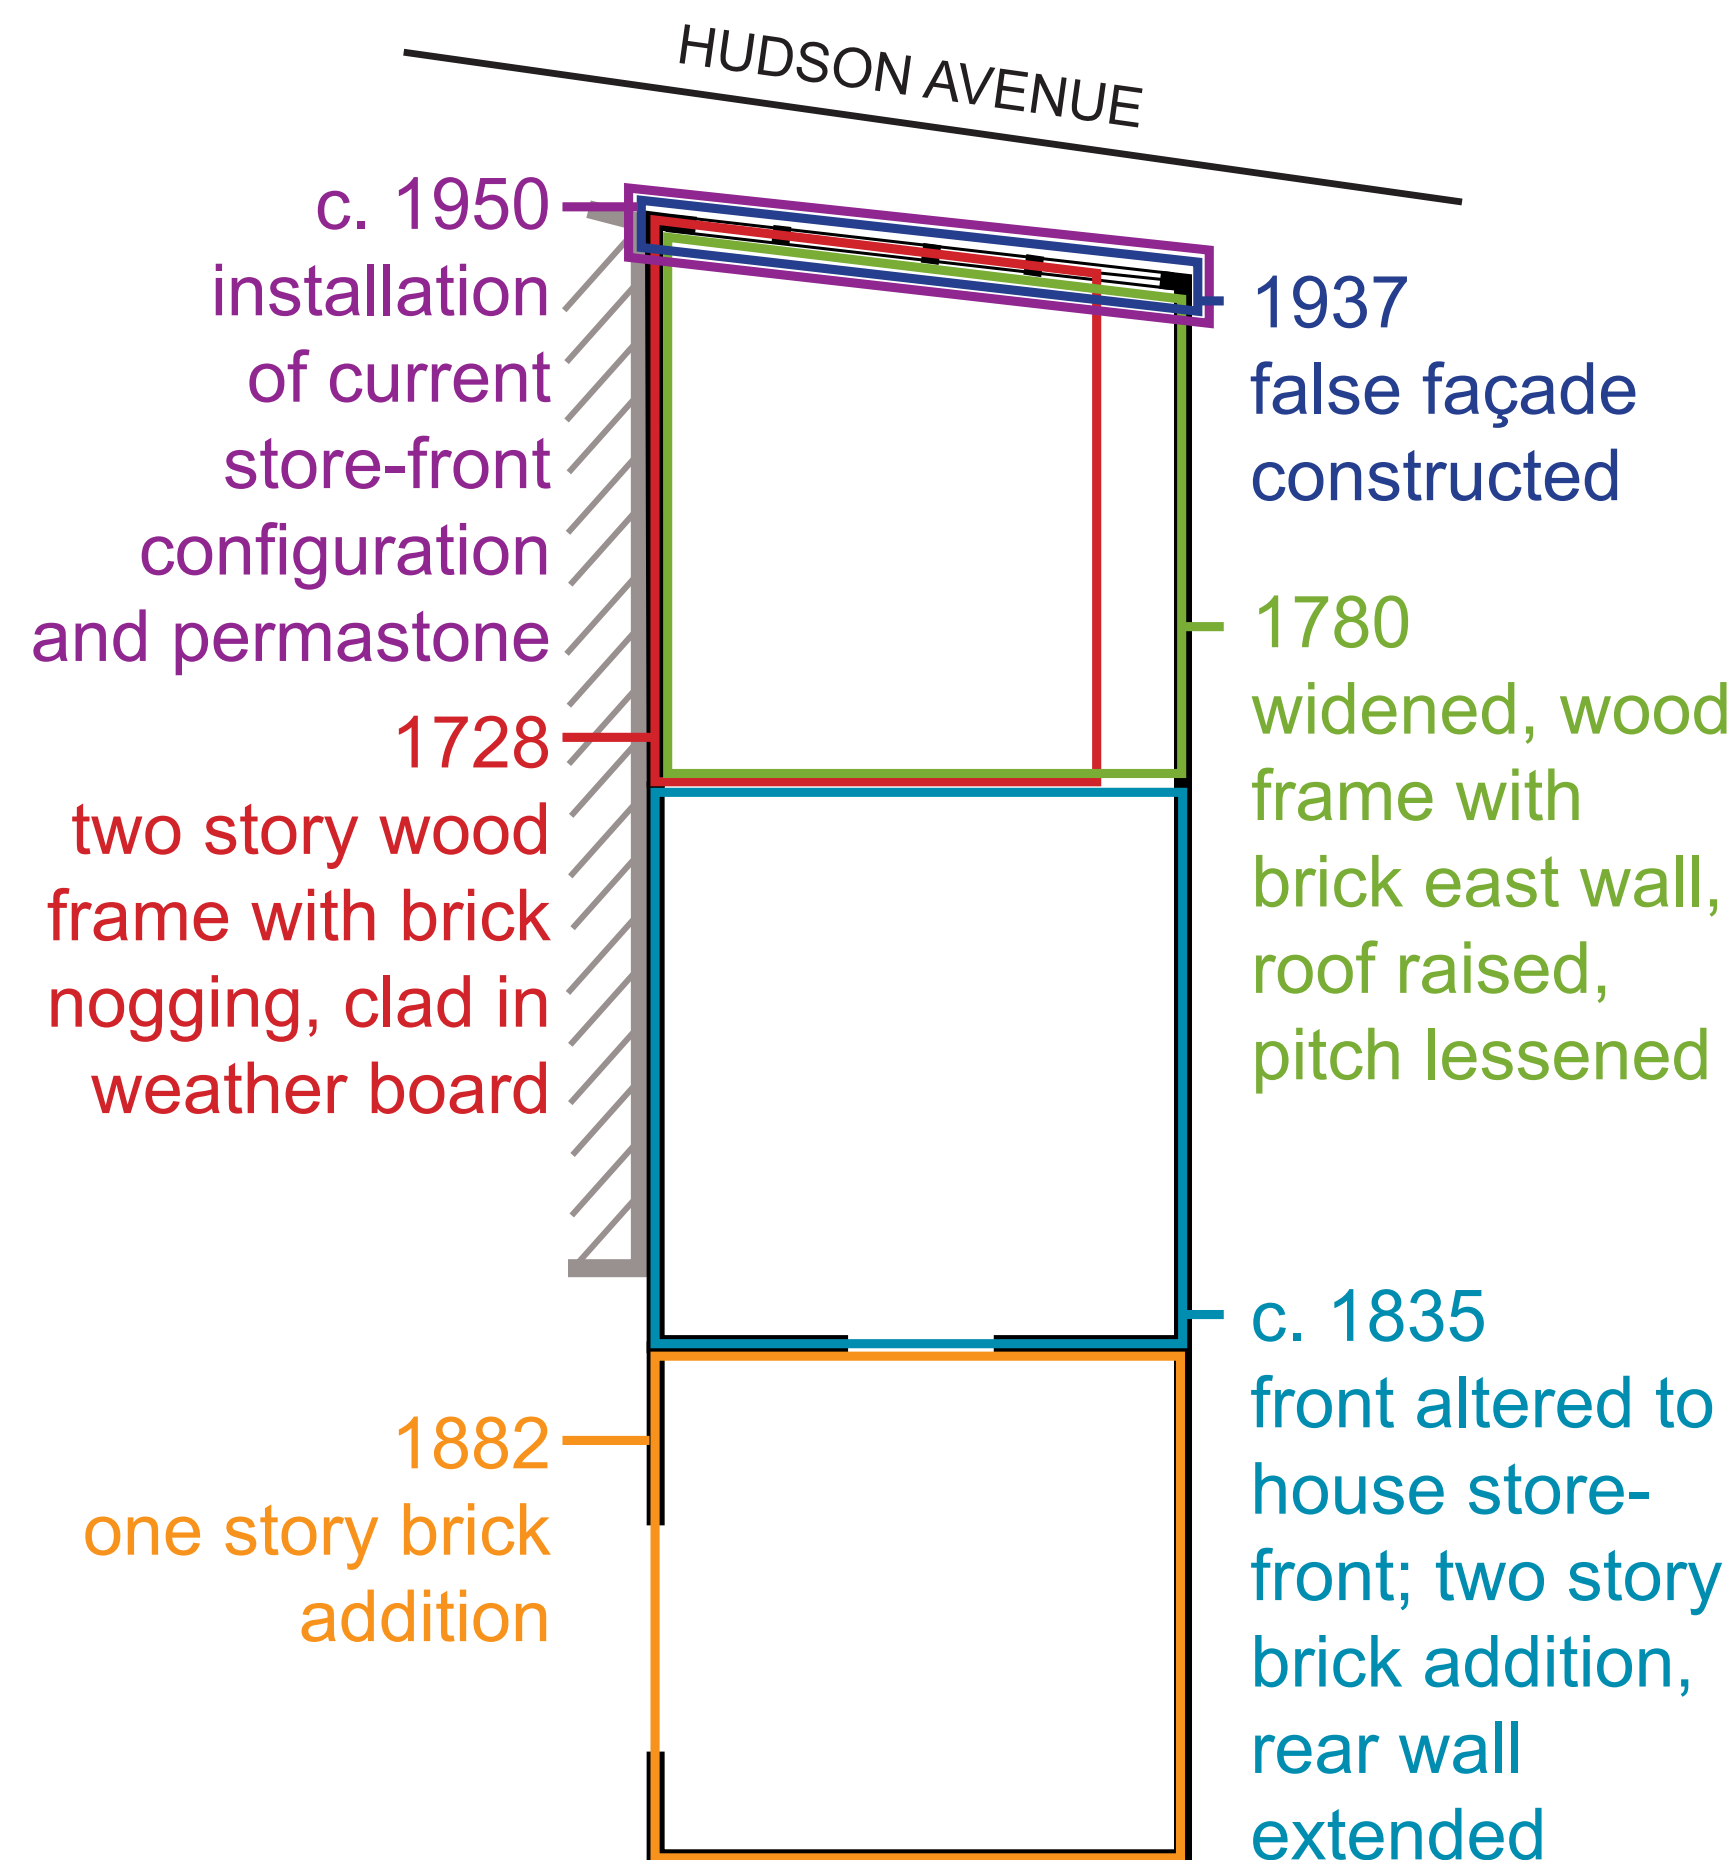 HUDSON AVENUE
c. 1950
installation
of current
store-front
configuration
and permastone
1728
two story wood
frame with brick
nogging, clad in
weather board
1882
one story brick
addition
1937
false façade
constructed
1780
widened, wood
frame with
brick east wall,
roof raised,
pitch lessened
c. 1835
front altered to
house store-
front; two story
brick addition,
rear wall
extended